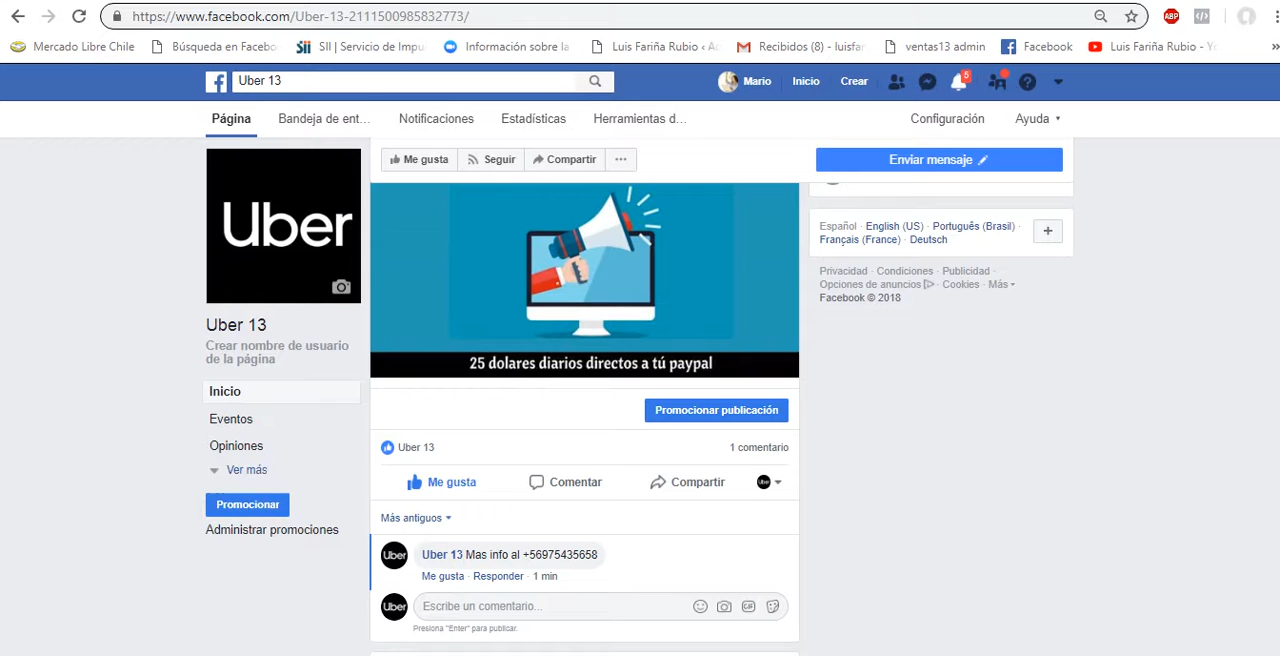 https://www.facebook.com/Uber-13-2111500985832773/
ABP
Mercado Libre Chile
Búsqueda en Facebo
SII | Servicio de Impu
Información sobre la
Luis Fariña Rubio ‹ Ac
Recibidos (8) - luisfar
ventas13 admin
Facebook
Luis Fariña Rubio - Yo
»
Uber 13
Mario
Inicio
Crear
5
Página
Bandeja de ent...
Notificaciones
Estadísticas
Herramientas d...
Configuración
Ayuda
Uber
Me gusta
Seguir
Compartir
...
Enviar mensaje
Uber 13
Crear nombre de usuario
de la página
Inicio
Eventos
Opiniones
Ver más
Promocionar
Administrar promociones
25 dolares diarios directos a tú paypal
Promocionar publicación
Uber 13
1 comentario
Me gusta
Comentar
Compartir
Uber
Más antiguos
Uber
Uber 13 Mas info al +56975435658
Me gusta · Responder · 1 min
Uber
Escribe un comentario...
GIF
Presiona "Enter" para publicar.
Español · English (US) · Português (Brasil) ·
Français (France) · Deutsch
+
Privacidad · Condiciones · Publicidad ·
Opciones de anuncios · Cookies · Más
Facebook © 2018